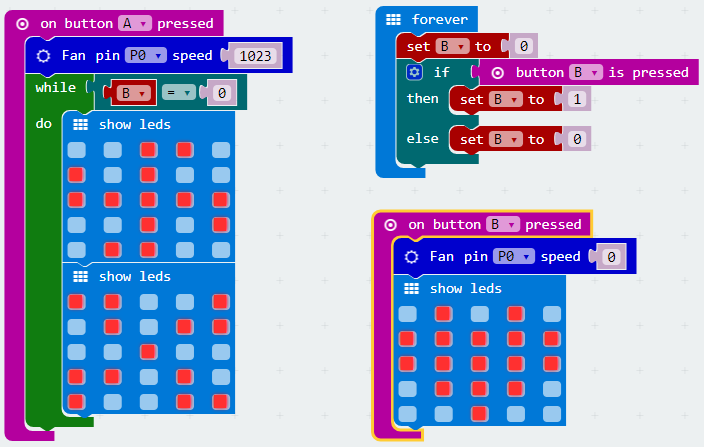 on button A ▾ pressed
Fan pin P0 ▾ speed 1023
while B ▾ = ▾ 0
do show leds
show leds
forever
set B ▾ to 0
if button B ▾ is pressed
then set B ▾ to 1
else set B ▾ to 0
on button B ▾ pressed
Fan pin P0 ▾ speed 0
show leds